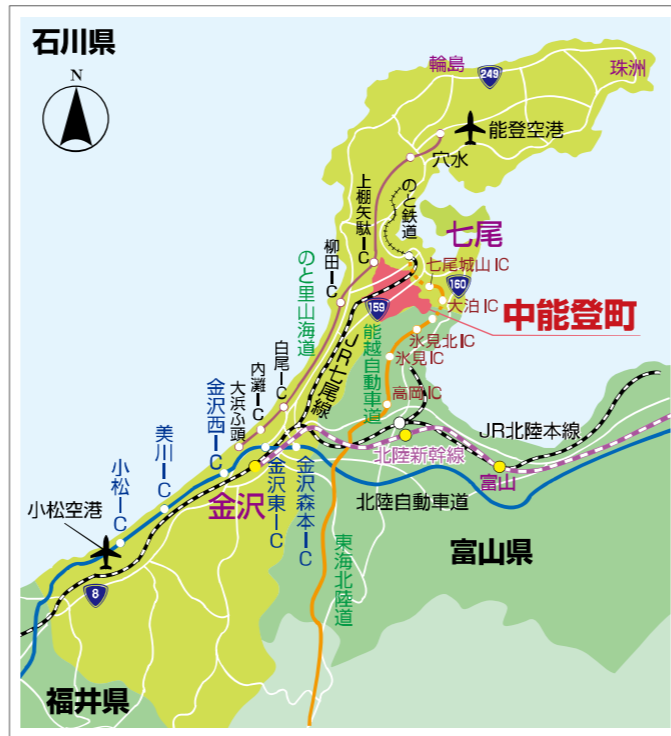 石川県
N
輪島
249
珠洲
能登空港
穴水
のと鉄道
上棚矢駄IC
七尾
柳田IC
七尾城山IC
160
のと里山海道
大泊IC
159
中能登町
能越自動車道
氷見北IC
氷見IC
JR七尾線
白尾IC
内灘IC
大浜ふ頭
高岡IC
金沢西IC
JR北陸本線
美川IC
北陸新幹線
小松IC
金沢
金沢東IC
金沢森本IC
富山
北陸自動車道
小松空港
東海北陸道
富山県
8
福井県